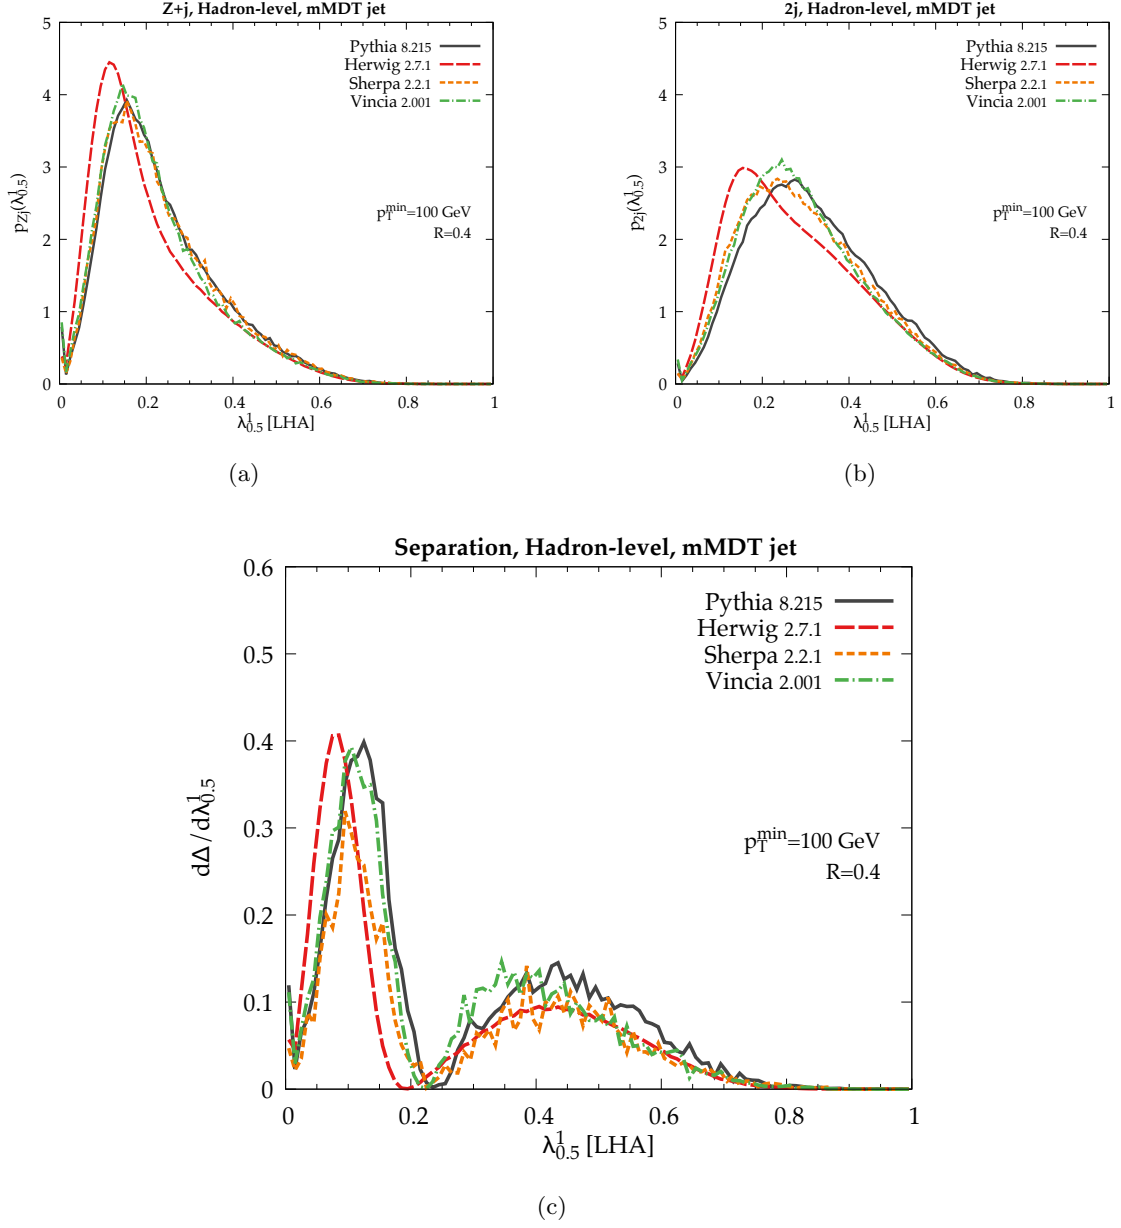 Z+j, Hadron-level, mMDT jet
5
4
3
2
1
0
p_Zj(λ^1_0.5)
Pythia 8.215
Herwig 2.7.1
Sherpa 2.2.1
Vincia 2.001
p_T^min=100 GeV
R=0.4
0 0.2 0.4 0.6 0.8 1
λ^1_0.5 [LHA]
(a)
2j, Hadron-level, mMDT jet
5
4
3
2
1
0
p_2j(λ^1_0.5)
Pythia 8.215
Herwig 2.7.1
Sherpa 2.2.1
Vincia 2.001
p_T^min=100 GeV
R=0.4
0 0.2 0.4 0.6 0.8 1
λ^1_0.5 [LHA]
(b)
Separation, Hadron-level, mMDT jet
0.6
0.5
0.4
0.3
0.2
0.1
0
dΔ/dλ^1_0.5
Pythia 8.215
Herwig 2.7.1
Sherpa 2.2.1
Vincia 2.001
p_T^min=100 GeV
R=0.4
0 0.2 0.4 0.6 0.8 1
λ^1_0.5 [LHA]
(c)